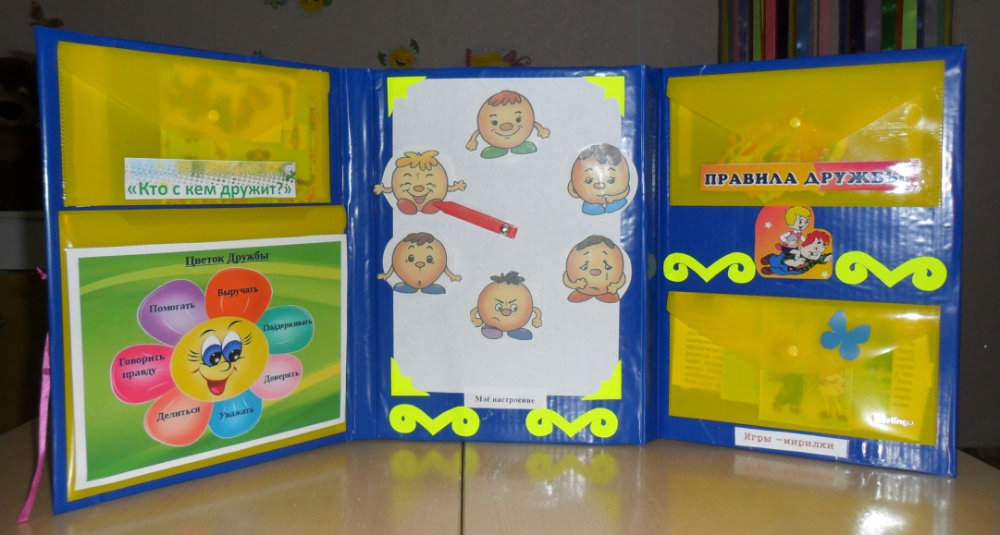 «Кто с кем дружит?»
Цветок Дружбы
Выручать
Помогать
Поддерживать
Говорить
правду
Доверять
Делиться
Уважать
Моё настроение
ПРАВИЛА ДРУЖБЫ
Berlingo
Игры –мирилки